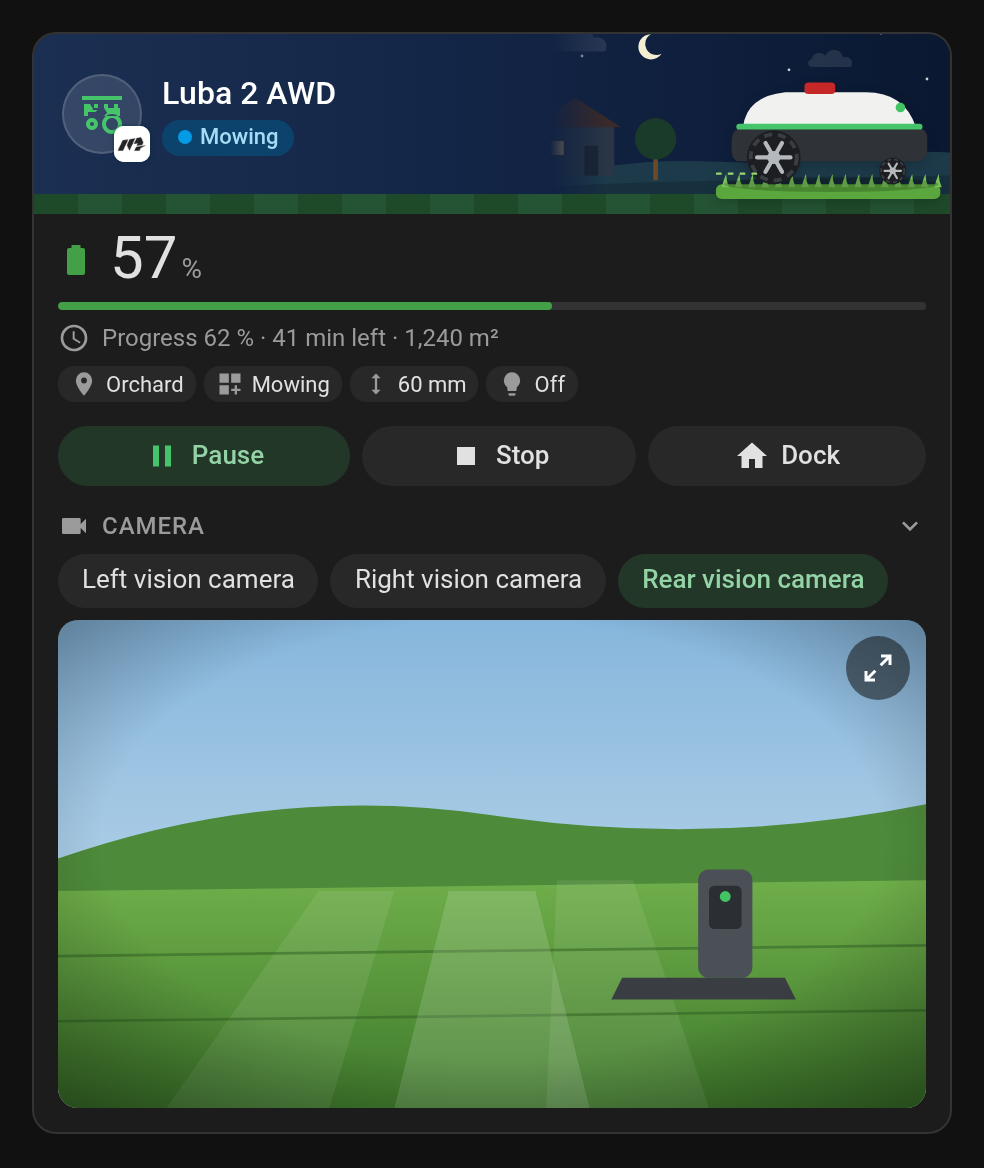 Luba 2 AWD
Mowing
57 %
Progress 62 % · 41 min left · 1,240 m²
Orchard Mowing 60 mm Off
Pause Stop Dock
CAMERA
Left vision camera Right vision camera Rear vision camera